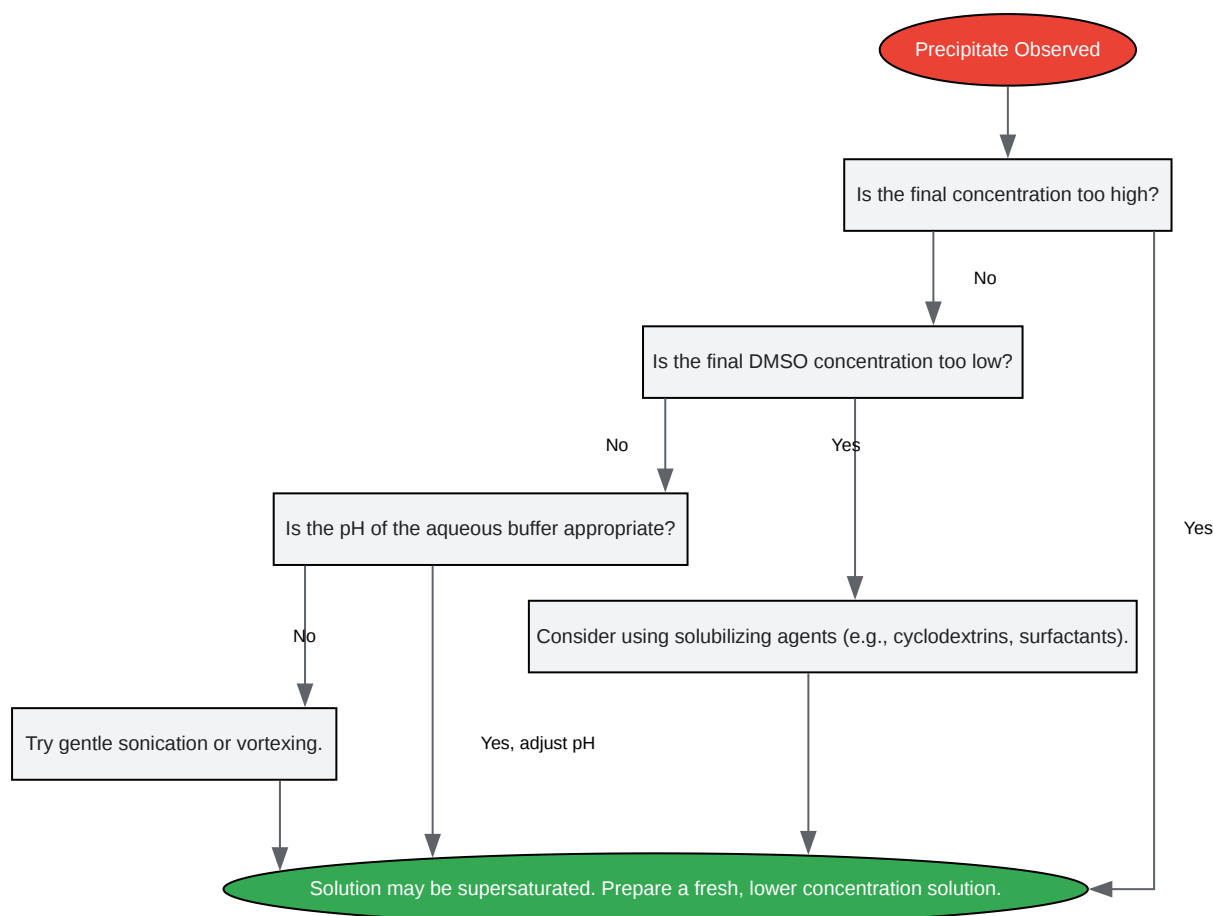 Precipitate Observed
Is the final concentration too high?
No
Is the final DMSO concentration too low?
No
Yes
Is the pH of the aqueous buffer appropriate?
Yes
Consider using solubilizing agents (e.g., cyclodextrins, surfactants).
No
Try gentle sonication or vortexing.
Yes, adjust pH
Solution may be supersaturated. Prepare a fresh, lower concentration solution.